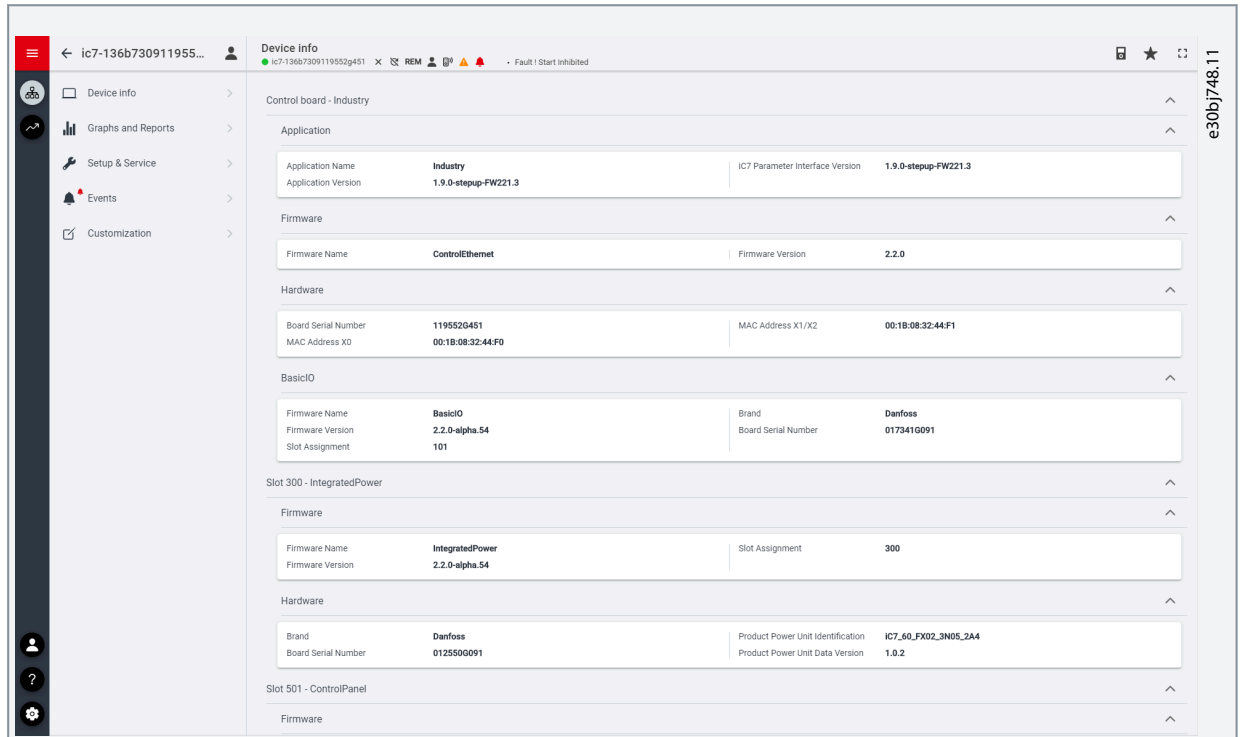 ic7-136b730911955...
Device info
ic7-136b7309119552g451 REM • Fault ! Start Inhibited
Device info
Graphs and Reports
Setup & Service
Events
Customization
Control board - Industry
Application
Application Name Industry iC7 Parameter Interface Version 1.9.0-stepup-FW221.3
Application Version 1.9.0-stepup-FW221.3
Firmware
Firmware Name ControlEthernet Firmware Version 2.2.0
Hardware
Board Serial Number 119552G451 MAC Address X1/X2 00:1B:08:32:44:F1
MAC Address X0 00:1B:08:32:44:F0
BasicIO
Firmware Name BasicIO Brand Danfoss
Firmware Version 2.2.0-alpha.54 Board Serial Number 017341G091
Slot Assignment 101
Slot 300 - IntegratedPower
Firmware
Firmware Name IntegratedPower Slot Assignment 300
Firmware Version 2.2.0-alpha.54
Hardware
Brand Danfoss Product Power Unit Identification iC7_60_FX02_3N05_2A4
Board Serial Number 012550G091 Product Power Unit Data Version 1.0.2
Slot 501 - ControlPanel
Firmware
e30bj748.11